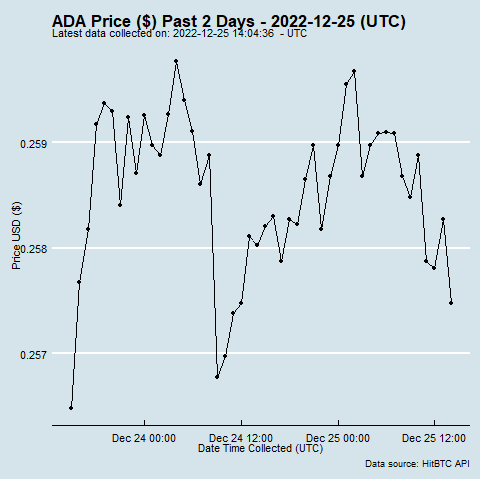 ADA Price ($) Past 2 Days - 2022-12-25 (UTC)
Latest data collected on: 2022-12-25 14:04:36  - UTC
0.259
0.258
0.257
Price USD ($)
Dec 24 00:00 Dec 24 12:00 Dec 25 00:00 Dec 25 12:00
Date Time Collected (UTC)
Data source: HitBTC API